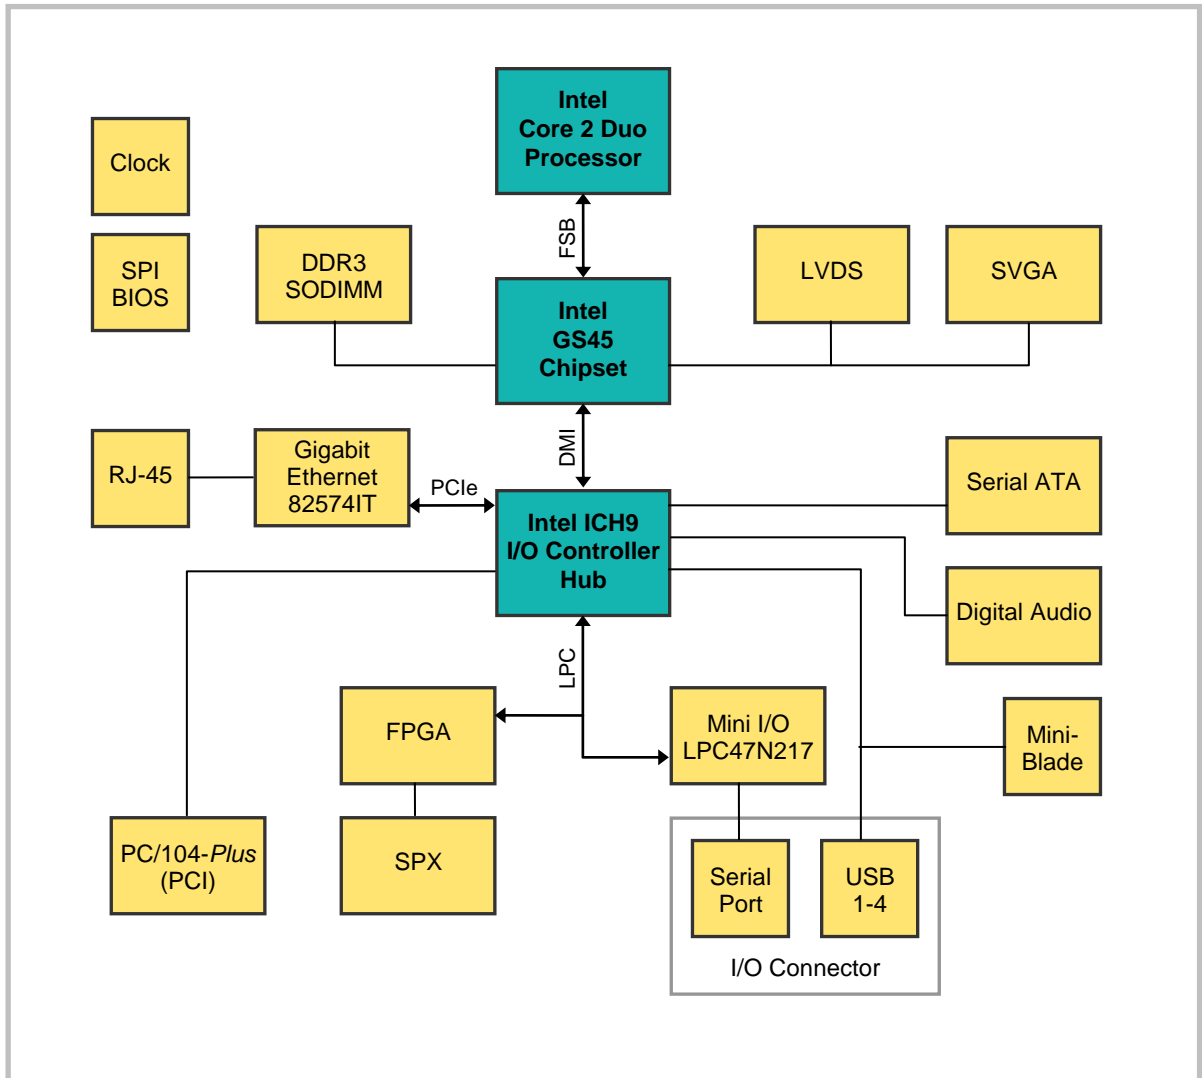 Intel
Core 2 Duo
Processor
Clock
FSB
SPI
BIOS
DDR3
SODIMM
LVDS
SVGA
Intel
GS45
Chipset
DMI
RJ-45
Gigabit
Ethernet
82574IT
PCIe
Serial ATA
Intel ICH9
I/O Controller
Hub
Digital Audio
LPC
FPGA
Mini I/O
LPC47N217
Mini-
Blade
PC/104-Plus
(PCI)
SPX
Serial
Port
USB
1-4
I/O Connector